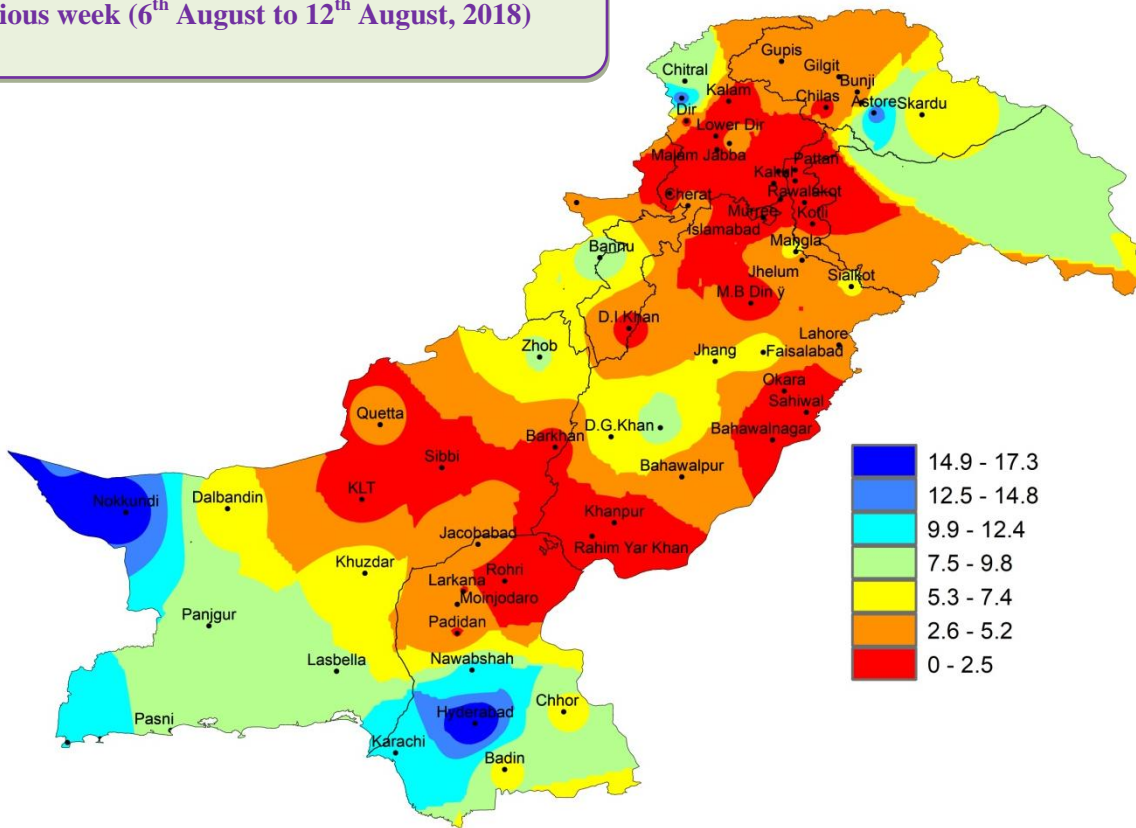 ious week (6th August to 12th August, 2018)
Gupis
Gilgit
Bunji
Chitral
Kalam
Chilas
Astore
Skardu
Dir
Lower Dir
Malam Jabba
Pattan
Rawalakot
Cherat
Murree
Kotli
Islamabad
Mangla
Bannu
Jhelum
Sialkot
M.B Din ÿ
D.I Khan
Lahore
Zhob
Jhang
Faisalabad
Okara
Sahiwal
Quetta
D.G.Khan
Bahawalnagar
Barkhan
Sibbi
Bahawalpur
Nokkundi
Dalbandin
KLT
Khanpur
Jacobabad
Rahim Yar Khan
Khuzdar
Rohri
Larkana
Moinjodaro
Panjgur
Padidan
Lasbella
Nawabshah
Chhor
Pasni
Hyderabad
Karachi
Badin
14.9 - 17.3
12.5 - 14.8
9.9 - 12.4
7.5 - 9.8
5.3 - 7.4
2.6 - 5.2
0 - 2.5